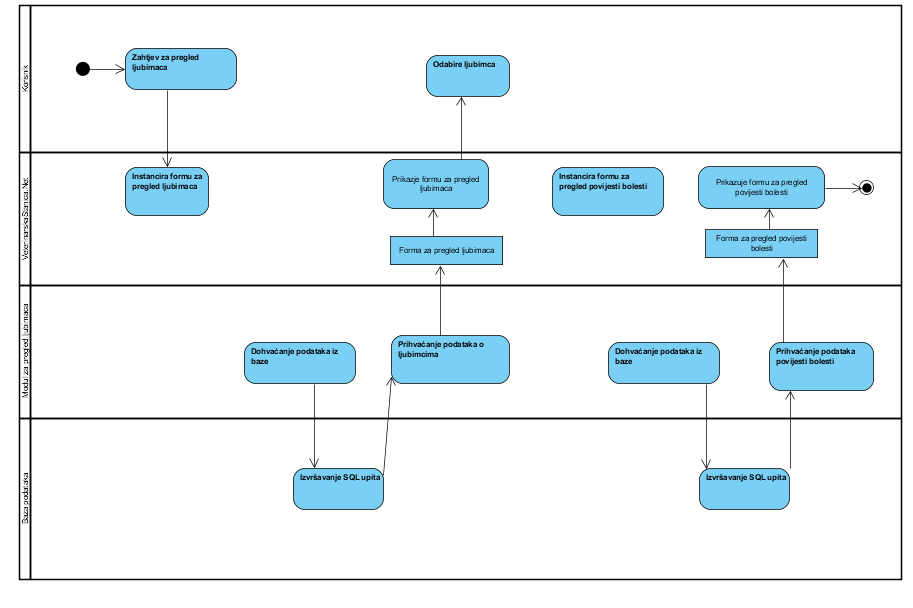 Korisnik
Zahtjev za pregled
ljubimaca
Odabire ljubimca
VeterinarskaStanica.Net
Instancira formu za
pregled ljubimaca
Prikazje formu za pregled
ljubimaca
Instancira formu za
pregled povijesti bolesti
Prikazuje formu za pregled
povijesti bolesti
Forma za pregled ljubimaca
Forma za pregled povijesti
bolesti
Modul za pregled ljubimaca
Dohvaćanje podataka iz
baze
Prihvaćanje podataka o
ljubimcima
Dohvaćanje podataka iz
baze
Prihvaćanje podataka
povijesti bolesti
Baza podataka
Izvršavanje SQL upita
Izvršavanje SQL upita